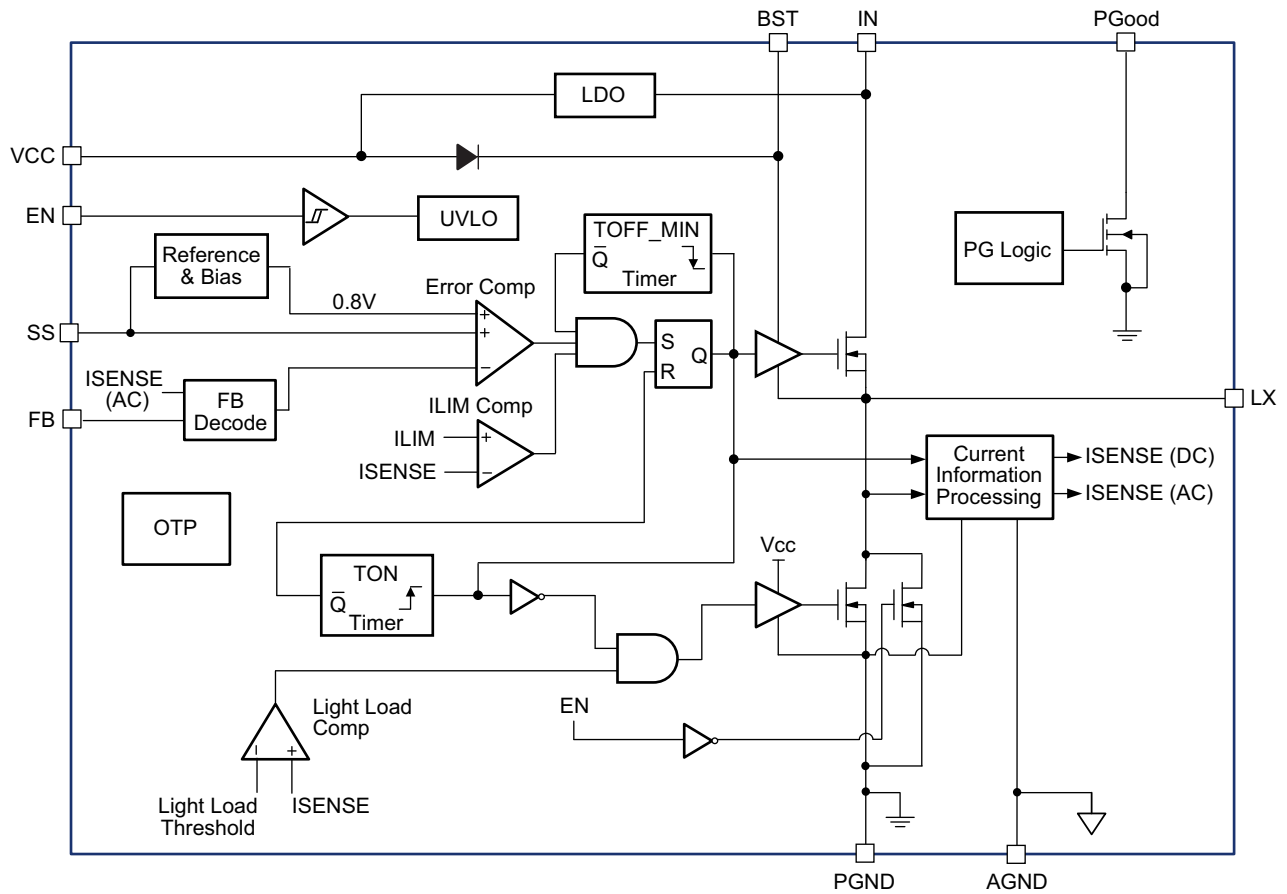 BST
IN
PGood
LDO
VCC
EN
UVLO
TOFF_MIN
Q̅
Timer
Reference
& Bias
Error Comp
0.8V
PG Logic
SS
S
Q
R
ISENSE
(AC)
FB
Decode
FB
ILIM Comp
ILIM
ISENSE
LX
Current
Information
Processing
ISENSE (DC)
ISENSE (AC)
OTP
Vcc
TON
Q̅
Timer
Light Load
Comp
EN
Light Load
Threshold
ISENSE
PGND
AGND